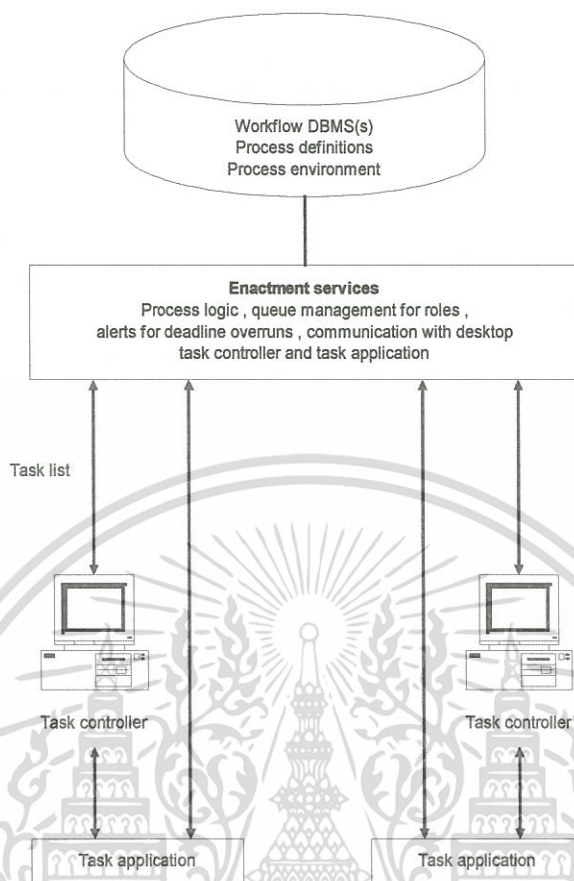 Workflow DBMS(s)
Process definitions
Process environment
Enactment services
Process logic , queue management for roles ,
alerts for deadline overruns , communication with desktop
task controller and task application
Task list
Task controller
Task controller
Task application
Task application